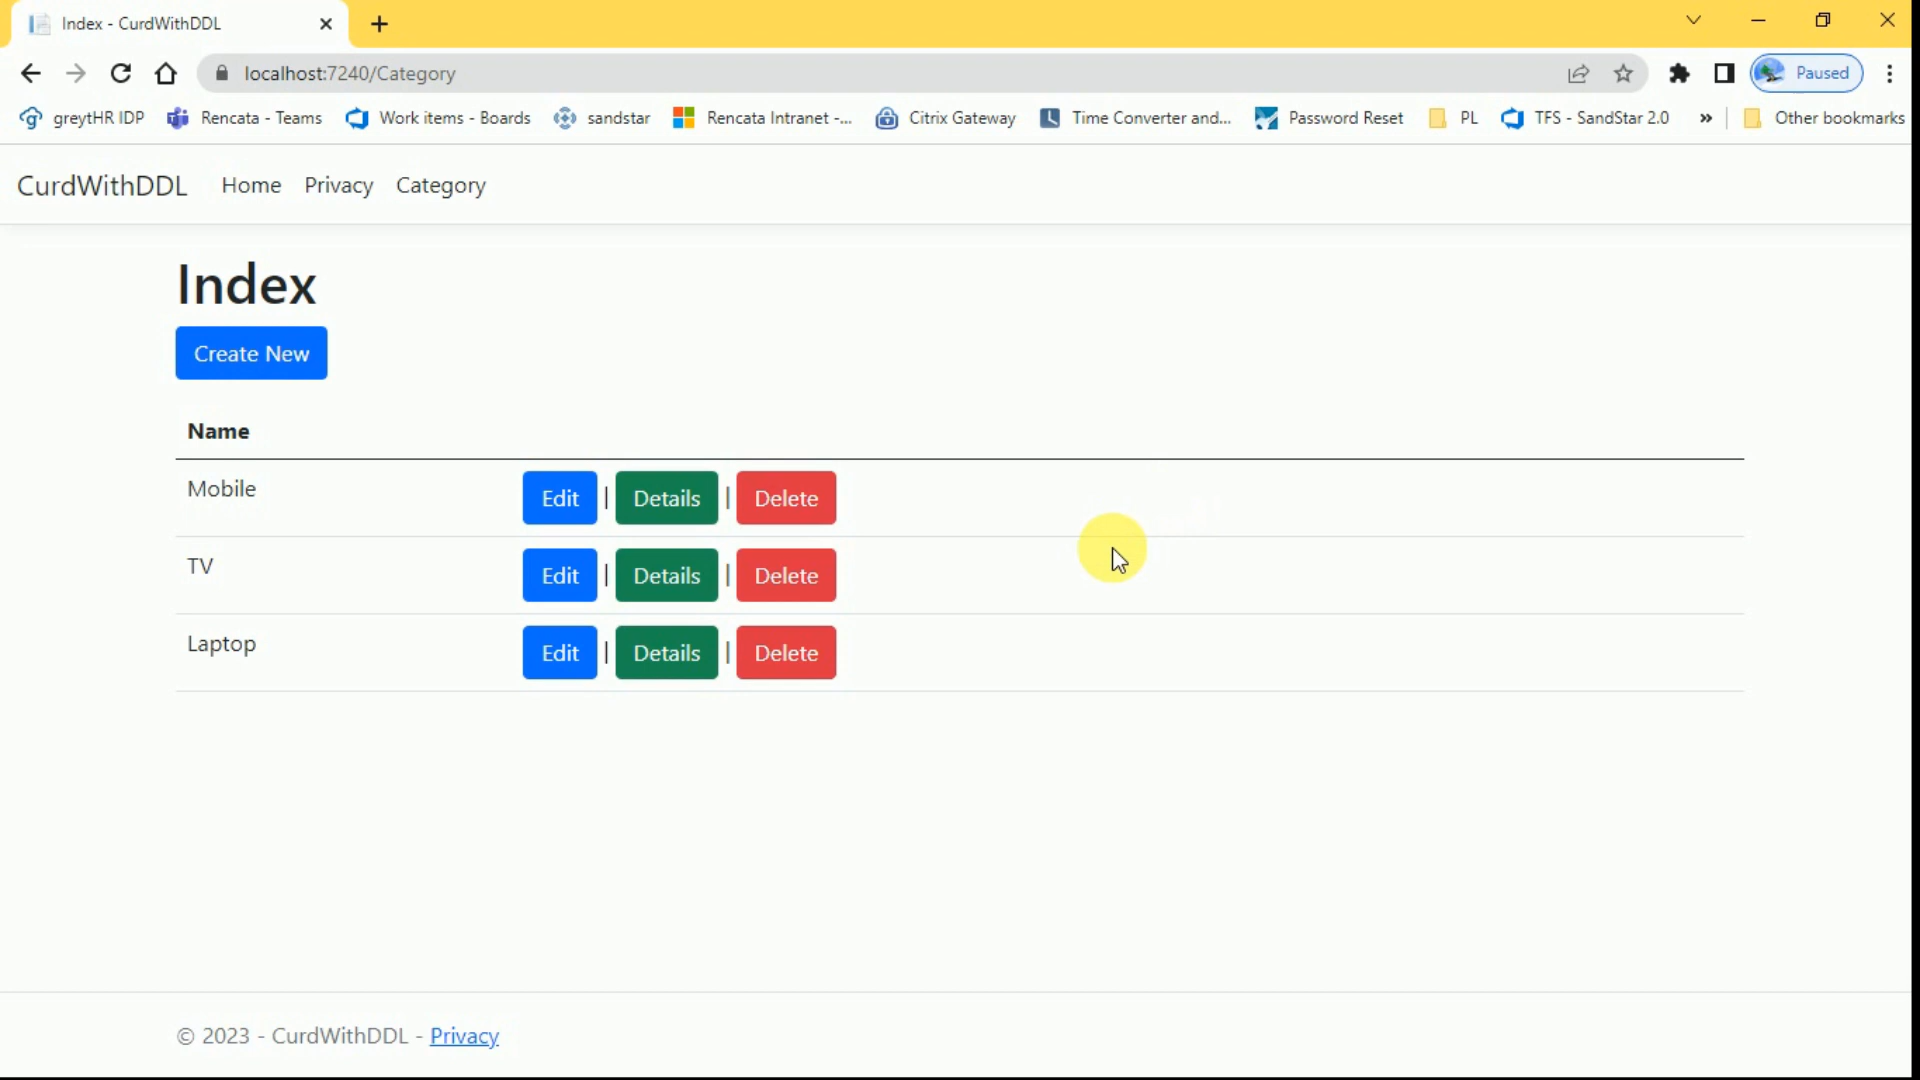 Index - CurdWithDDL
localhost:7240/Category
Paused
greytHR IDP Rencata - Teams Work items - Boards sandstar Rencata Intranet -... Citrix Gateway Time Converter and... Password Reset PL TFS - SandStar 2.0 » Other bookmarks
CurdWithDDL Home Privacy Category
Index
Create New
Name
Mobile Edit | Details | Delete
TV Edit | Details | Delete
Laptop Edit | Details | Delete
© 2023 - CurdWithDDL - Privacy